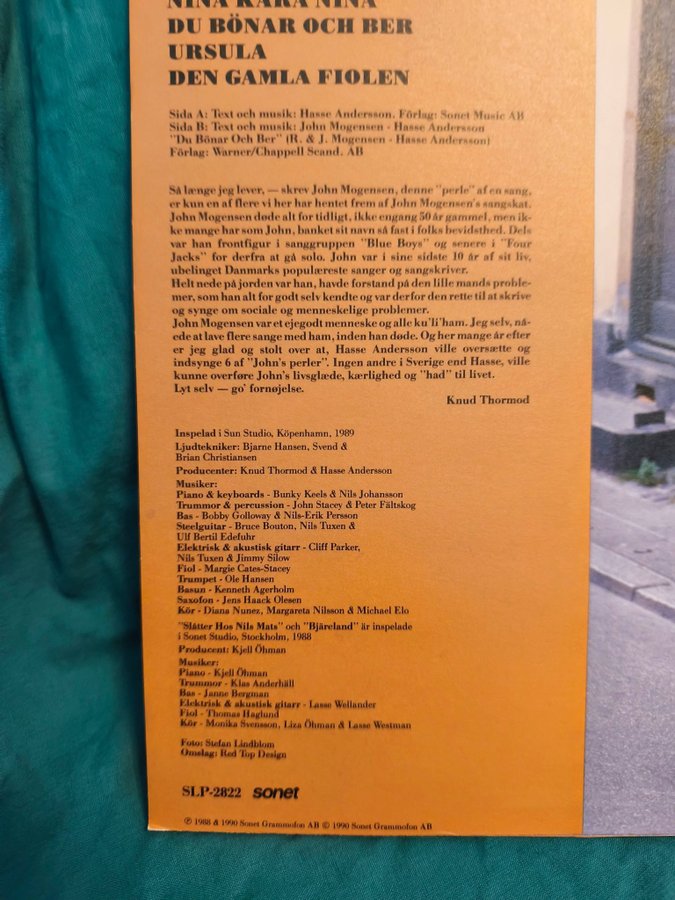 NINA KÄRA NINA
DU BÖNAR OCH BER
URSULA
DEN GAMLA FIOLEN
Sida A: Text och musik: Hasse Andersson. Förlag: Sonet Music AB
Sida B: Text och musik: John Mogensen - Hasse Andersson
"Du Bönar Och Ber" (R. & J. Mogensen - Hasse Andersson)
Förlag: Warner/Chappell Scand. AB
Så længe jeg lever, — skrev John Mogensen, denne "perle" af en sang,
er kun en af flere vi her har hentet frem af John Mogensen's sangskat.
John Mogensen døde alt for tidligt, ikke engang 50 år gammel, men ik-
ke mange har som John, banket sit navn så fast i folks bevidsthed. Dels
var han frontfigur i sanggruppen "Blue Boys" og senere i "Four
Jacks" for derfra at gå solo. John var i sine sidste 10 år af sit liv,
ubelinget Danmarks populæreste sanger og sangskriver.
Helt nede på jorden var han, havde forstand på den lille mands proble-
mer, som han alt for godt selv kendte og var derfor den rette til at skrive
og synge om sociale og menneskelige problemer.
John Mogensen var et ejegodt menneske og alle ku'li'ham. Jeg selv, nå-
ede at lave flere sange med ham, inden han døde. Og her mange år efter
er jeg glad og stolt over at, Hasse Andersson ville oversætte og
indsynge 6 af "John's perler". Ingen andre i Sverige end Hasse, ville
kunne overføre John's livsglæde, kærlighed og "had" til livet.
Lyt selv — go' fornøjelse.
Knud Thormod
Inspelad i Sun Studio, Köpenhamn, 1989
Ljudtekniker: Bjarne Hansen, Svend &
Brian Christiansen
Producenter: Knud Thormod & Hasse Andersson
Musiker:
Piano & keyboards - Bunky Keels & Nils Johansson
Trummor & percussion - John Stacey & Peter Fältskog
Bas - Bobby Golloway & Nils-Erik Persson
Steelguitar - Bruce Bouton, Nils Tuxen &
Ulf Bertil Edefuhr
Elektrisk & akustisk gitarr - Cliff Parker,
Nils Tuxen & Jimmy Silow
Fiol - Margie Cates-Stacey
Trumpet - Ole Hansen
Basun - Kenneth Agerholm
Saxofon - Jens Haack Olesen
Kör - Diana Nunez, Margareta Nilsson & Michael Elo
"Slåtter Hos Nils Mats" och "Bjäreland" är inspelade
i Sonet Studio, Stockholm, 1988
Producent: Kjell Öhman
Musiker:
Piano - Kjell Öhman
Trummor - Klas Anderhäll
Bas - Janne Bergman
Elektrisk & akustisk gitarr - Lasse Wellander
Fiol - Thomas Haglund
Kör - Monika Svensson, Liza Öhman & Lasse Westman
Foto: Stefan Lindblom
Omslag: Red Top Design
SLP-2822 sonet
℗ 1988 & 1990 Sonet Grammofon AB © 1990 Sonet Grammofon AB